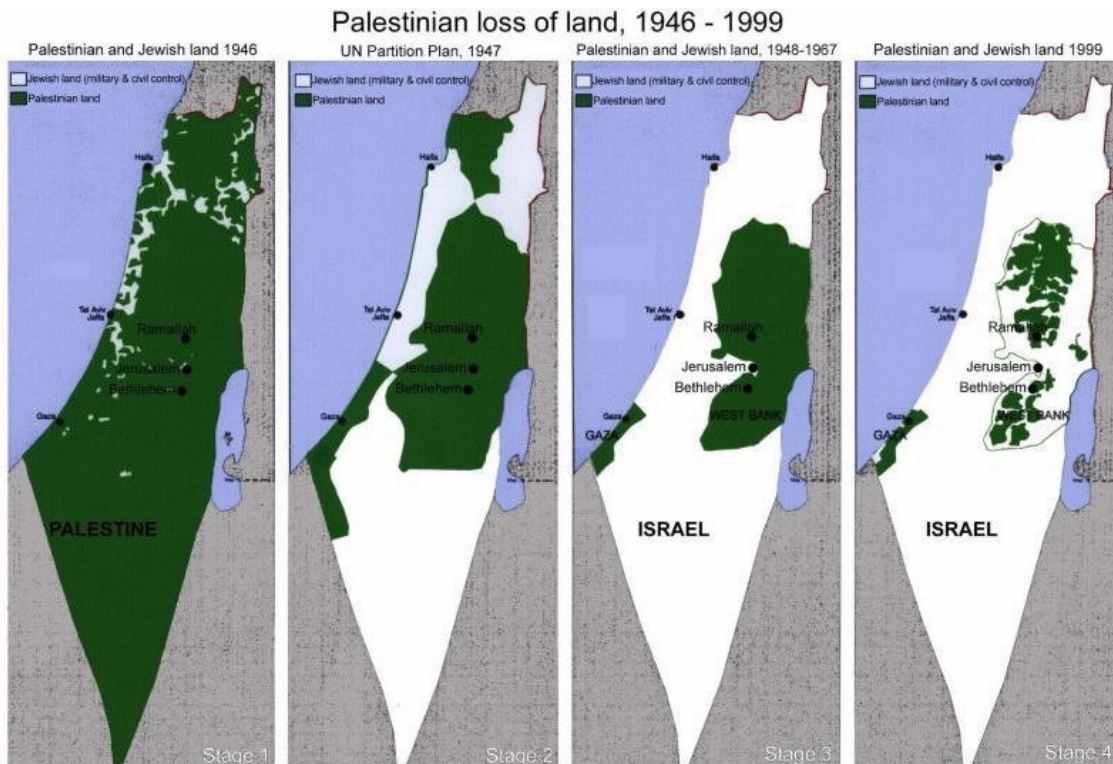 Palestinian loss of land, 1946 - 1999
Palestinian and Jewish land 1946
Jewish land (military & civil control)
Palestinian land
Haifa
Tel Aviv
Jaffa
Ramallah
Jerusalem
Bethlehem
Gaza
PALESTINE
Stage 1
UN Partition Plan, 1947
Jewish land (military & civil control)
Palestinian land
Haifa
Tel Aviv
Jaffa
Ramallah
Jerusalem
Bethlehem
Gaza
Stage 2
Palestinian and Jewish land, 1948-1967
Jewish land (military & civil control)
Palestinian land
Haifa
Tel Aviv
Jaffa
Ramallah
Jerusalem
Bethlehem
Gaza
WEST BANK
GAZA
ISRAEL
Stage 3
Palestinian and Jewish land 1999
Jewish land (military & civil control)
Palestinian land
Haifa
Tel Aviv
Jaffa
Ramallah
Jerusalem
Bethlehem
Gaza
WEST BANK
GAZA
ISRAEL
Stage 4